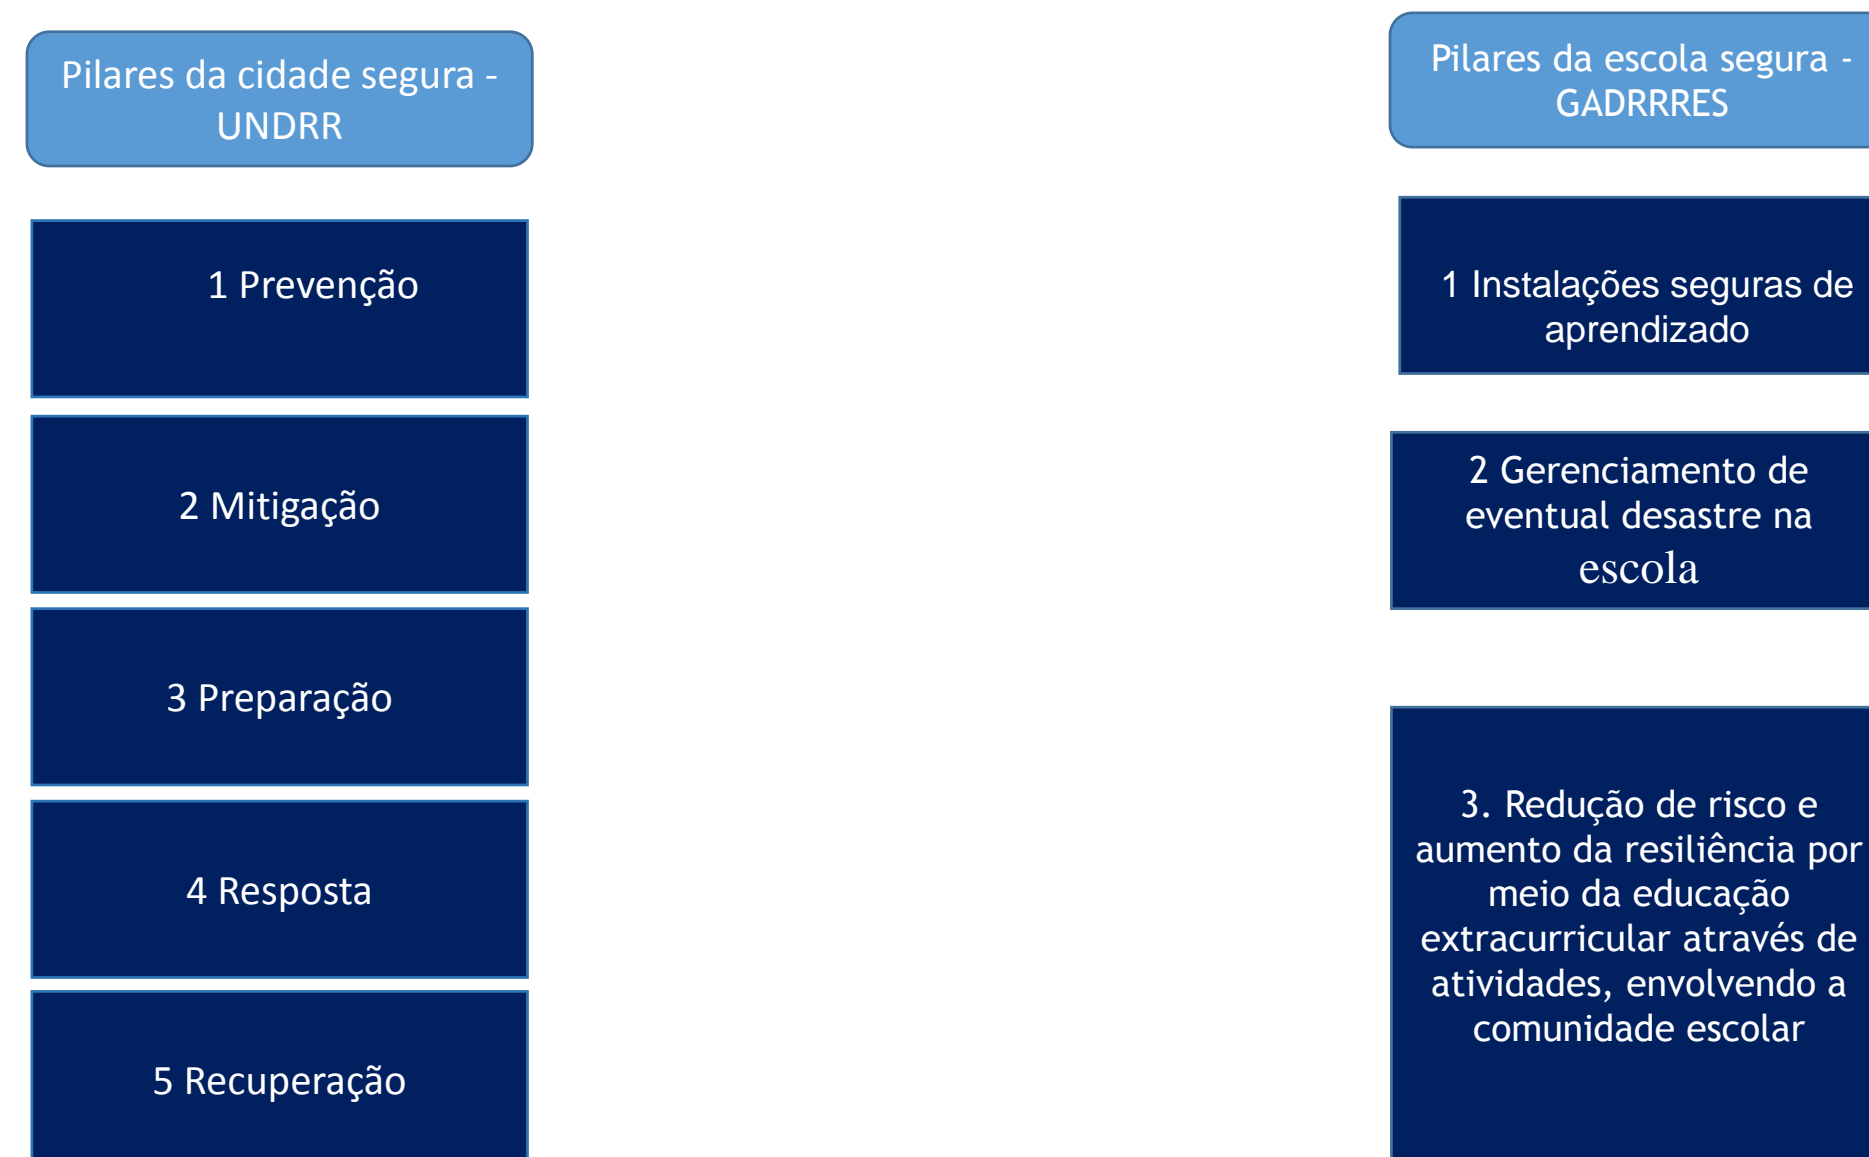 Pilares da cidade segura -
UNDRR
1 Prevenção
2 Mitigação
3 Preparação
4 Resposta
5 Recuperação
Pilares da escola segura -
GADRRRES
1 Instalações seguras de
aprendizado
2 Gerenciamento de
eventual desastre na
escola
3. Redução de risco e
aumento da resiliência por
meio da educação
extracurricular através de
atividades, envolvendo a
comunidade escolar